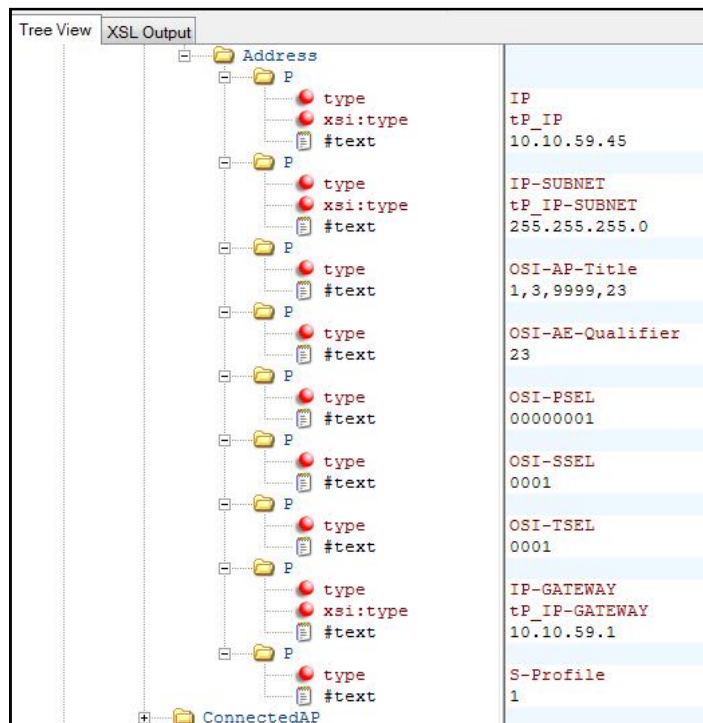 Tree View XSL Output
Address
P
type IP
xsi:type tP_IP
#text 10.10.59.45
P
type IP-SUBNET
xsi:type tP_IP-SUBNET
#text 255.255.255.0
P
type OSI-AP-Title
#text 1,3,9999,23
P
type OSI-AE-Qualifier
#text 23
P
type OSI-PSEL
#text 00000001
P
type OSI-SSEL
#text 0001
P
type OSI-TSEL
#text 0001
P
type IP-GATEWAY
xsi:type tP_IP-GATEWAY
#text 10.10.59.1
P
type S-Profile
#text 1
ConnectedAP